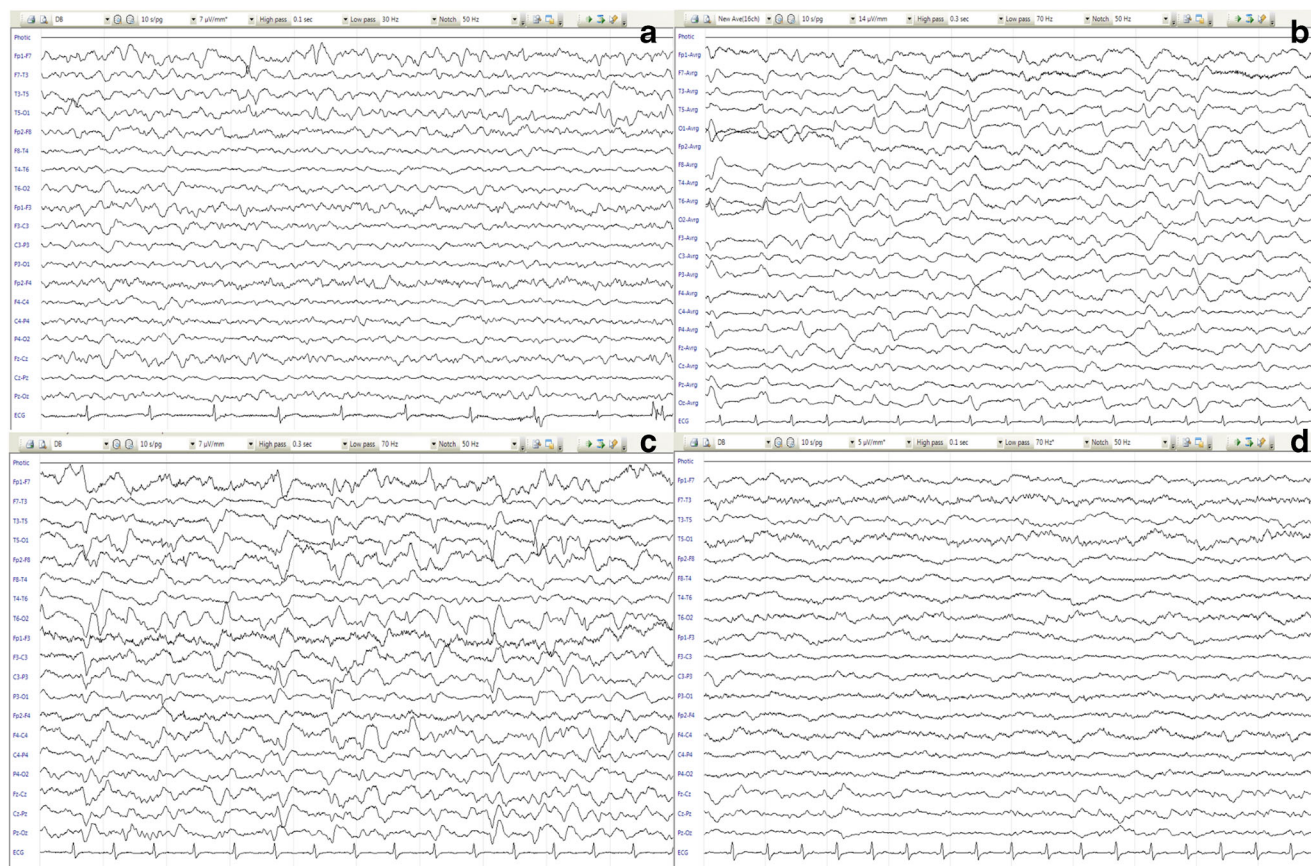 DB 10 s/pg 7 µV/mm* High pass 0.1 sec Low pass 30 Hz Notch 50 Hz
a
Photic
Fp1-F7
F7-T3
T3-T5
T5-O1
Fp2-F8
F8-T4
T4-T6
T6-O2
Fp1-F3
F3-C3
C3-P3
P3-O1
Fp2-F4
F4-C4
C4-P4
P4-O2
Fz-Cz
Cz-Pz
Pz-Oz
ECG
New Ave(16ch) 10 s/pg 14 µV/mm High pass 0.3 sec Low pass 70 Hz Notch 50 Hz
b
Photic
Fp1-Avrg
F7-Avrg
T3-Avrg
T5-Avrg
O1-Avrg
Fp2-Avrg
F8-Avrg
T4-Avrg
T6-Avrg
O2-Avrg
F3-Avrg
C3-Avrg
P3-Avrg
F4-Avrg
C4-Avrg
P4-Avrg
Fz-Avrg
Cz-Avrg
Pz-Avrg
Oz-Avrg
ECG
DB 10 s/pg 7 µV/mm High pass 0.3 sec Low pass 70 Hz Notch 50 Hz
c
Photic
Fp1-F7
F7-T3
T3-T5
T5-O1
Fp2-F8
F8-T4
T4-T6
T6-O2
Fp1-F3
F3-C3
C3-P3
P3-O1
Fp2-F4
F4-C4
C4-P4
P4-O2
Fz-Cz
Cz-Pz
Pz-Oz
ECG
DB 10 s/pg 5 µV/mm* High pass 0.1 sec Low pass 70 Hz* Notch 50 Hz
d
Photic
Fp1-F7
F7-T3
T3-T5
T5-O1
Fp2-F8
F8-T4
T4-T6
T6-O2
Fp1-F3
F3-C3
C3-P3
P3-O1
Fp2-F4
F4-C4
C4-P4
P4-O2
Fz-Cz
Cz-Pz
Pz-Oz
ECG